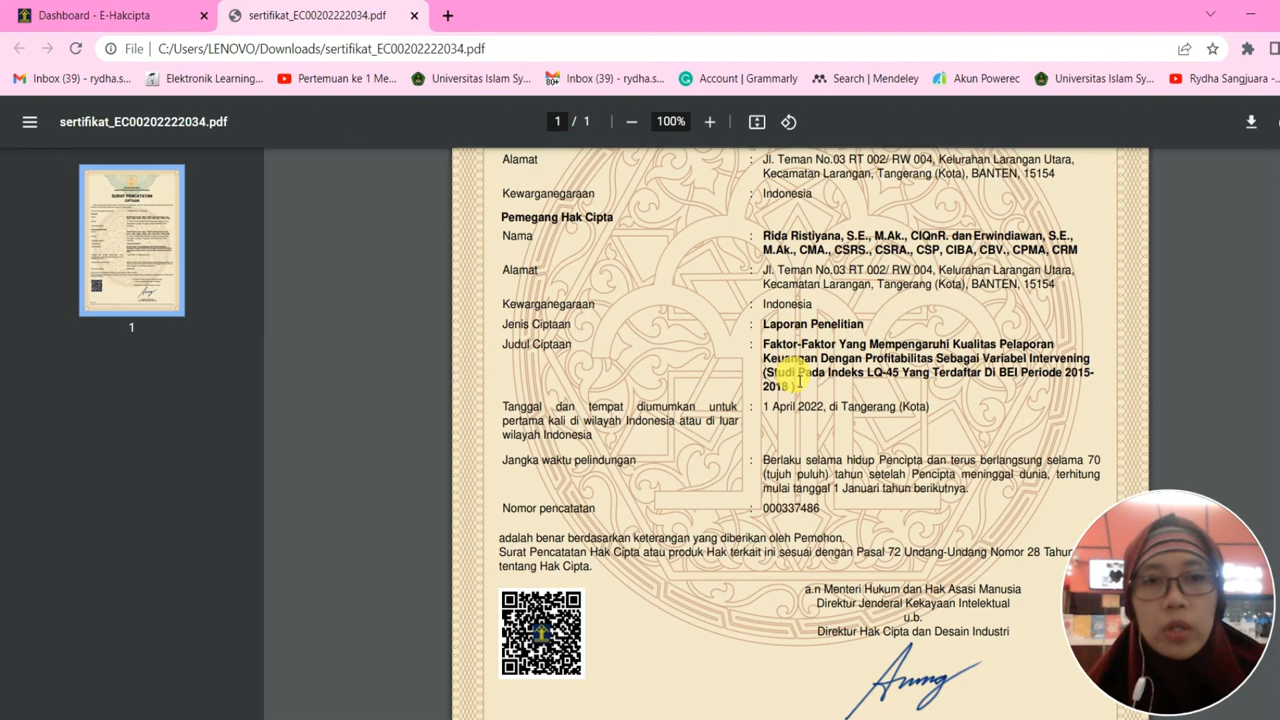 Dashboard - E-Hakcipta
sertifikat_EC00202222034.pdf
File
C:/Users/LENOVO/Downloads/sertifikat_EC00202222034.pdf
Inbox (39) - rydha.s...
Elektronik Learning...
Pertemuan ke 1 Me...
Universitas Islam Sy...
80+
Inbox (39) - rydha.s...
Account | Grammarly
Search | Mendeley
Akun Powerec
Universitas Islam Sy...
Rydha Sangjuara -...
sertifikat_EC00202222034.pdf
1 / 1
100%
1
Alamat : Jl. Teman No.03 RT 002/ RW 004, Kelurahan Larangan Utara,
Kecamatan Larangan, Tangerang (Kota), BANTEN, 15154
Kewarganegaraan : Indonesia
Pemegang Hak Cipta
Nama : Rida Ristiyana, S.E., M.Ak., CIQnR. dan Erwindiawan, S.E.,
M.Ak., CMA., CSRS., CSRA., CSP, CIBA, CBV., CPMA, CRM
Alamat : Jl. Teman No.03 RT 002/ RW 004, Kelurahan Larangan Utara,
Kecamatan Larangan, Tangerang (Kota), BANTEN, 15154
Kewarganegaraan : Indonesia
Jenis Ciptaan : Laporan Penelitian
Judul Ciptaan : Faktor-Faktor Yang Mempengaruhi Kualitas Pelaporan
Keuangan Dengan Profitabilitas Sebagai Variabel Intervening
(Studi Pada Indeks LQ-45 Yang Terdaftar Di BEI Periode 2015-
2018 )
Tanggal dan tempat diumumkan untuk : 1 April 2022, di Tangerang (Kota)
pertama kali di wilayah Indonesia atau di luar
wilayah Indonesia
Jangka waktu pelindungan : Berlaku selama hidup Pencipta dan terus berlangsung selama 70
(tujuh puluh) tahun setelah Pencipta meninggal dunia, terhitung
mulai tanggal 1 Januari tahun berikutnya.
Nomor pencatatan : 000337486
adalah benar berdasarkan keterangan yang diberikan oleh Pemohon.
Surat Pencatatan Hak Cipta atau produk Hak terkait ini sesuai dengan Pasal 72 Undang-Undang Nomor 28 Tahun
tentang Hak Cipta.
a.n Menteri Hukum dan Hak Asasi Manusia
Direktur Jenderal Kekayaan Intelektual
u.b.
Direktur Hak Cipta dan Desain Industri